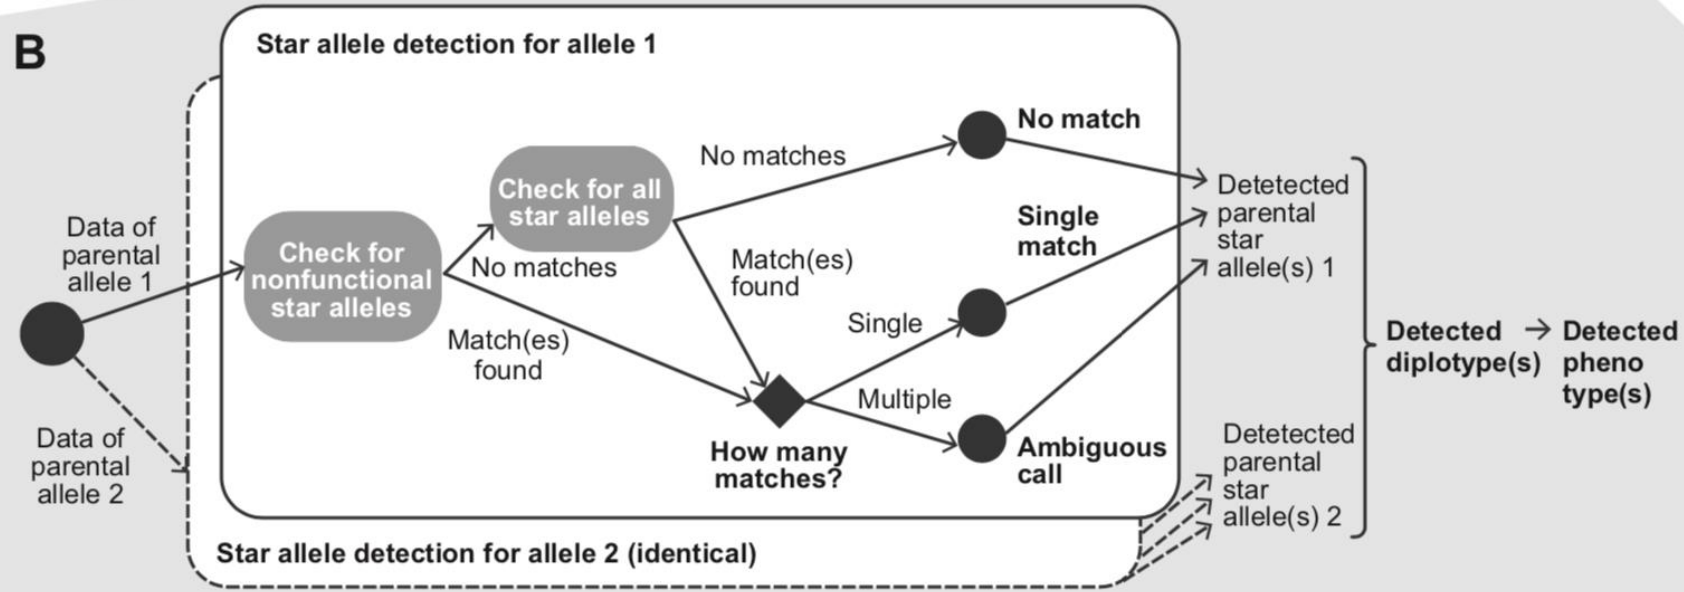 B
Star allele detection for allele 1
Data of
parental
allele 1
Check for
nonfunctional
star alleles
No matches
Match(es)
found
Check for all
star alleles
No matches
Match(es)
found
How many
matches?
Single
Multiple
No match
Single
match
Ambiguous
call
Data of
parental
allele 2
Star allele detection for allele 2 (identical)
Detetected
parental
star
allele(s) 1
Detetected
parental
star
allele(s) 2
Detected
diplotype(s)
Detected
pheno
type(s)